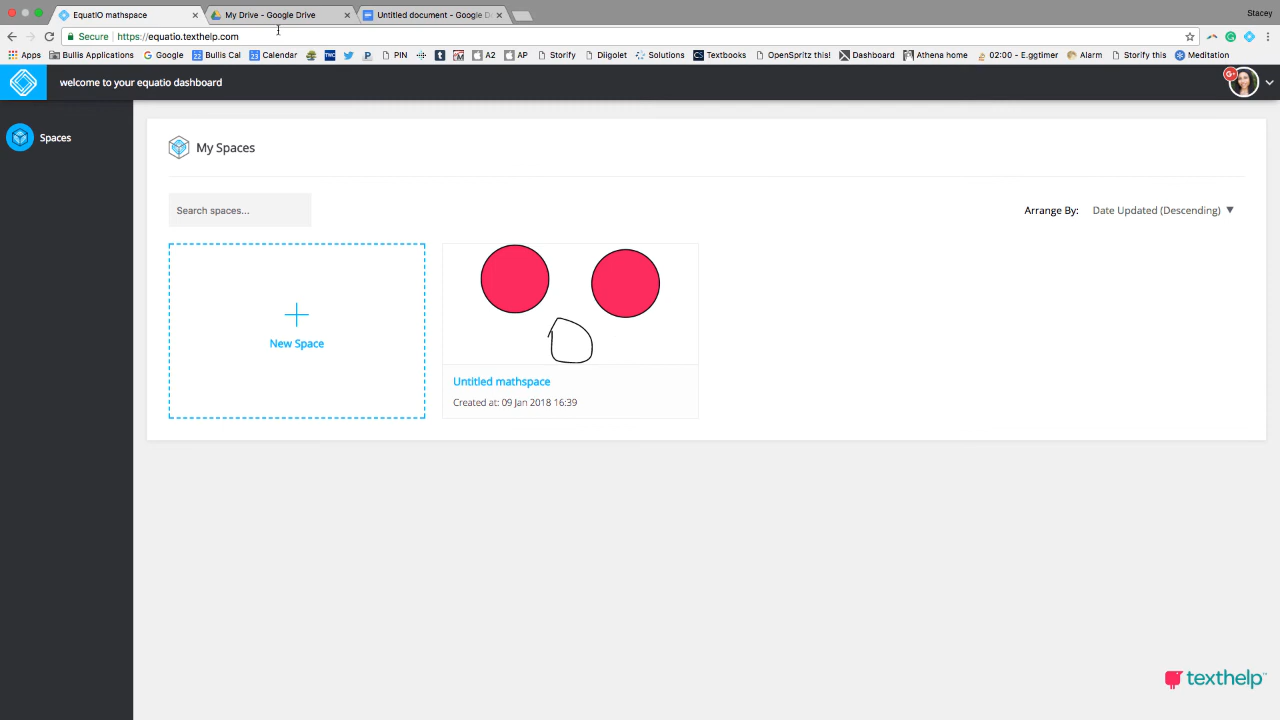 EquatIO mathspace
My Drive - Google Drive
Untitled document - Google D
Stacey
Secure
https://equatio.texthelp.com
Apps
Bullis Applications
Google
Bullis Cal
Calendar
PIN
A2
AP
Storify
Diigolet
Solutions
Textbooks
OpenSpritz this!
Dashboard
Athena home
02:00 - E.ggtimer
Alarm
Storify this
Meditation
welcome to your equatio dashboard
Spaces
My Spaces
Search spaces...
Arrange By:
Date Updated (Descending)
New Space
Untitled mathspace
Created at: 09 Jan 2018 16:39
texthelp